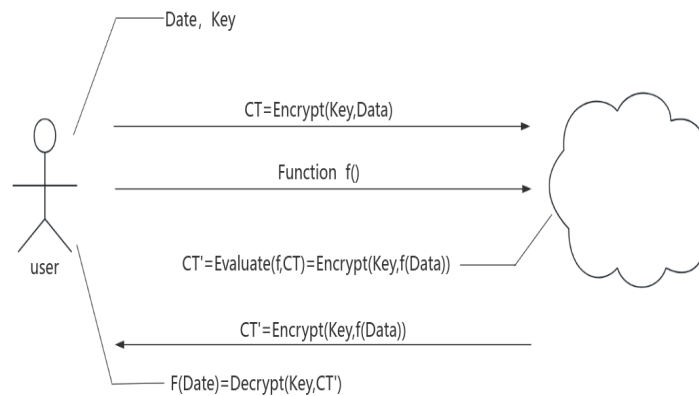 Date, Key
CT=Encrypt(Key,Data)
Function f()
user
CT'=Evaluate(f,CT)=Encrypt(Key,f(Data))
CT'=Encrypt(Key,f(Data))
F(Date)=Decrypt(Key,CT')